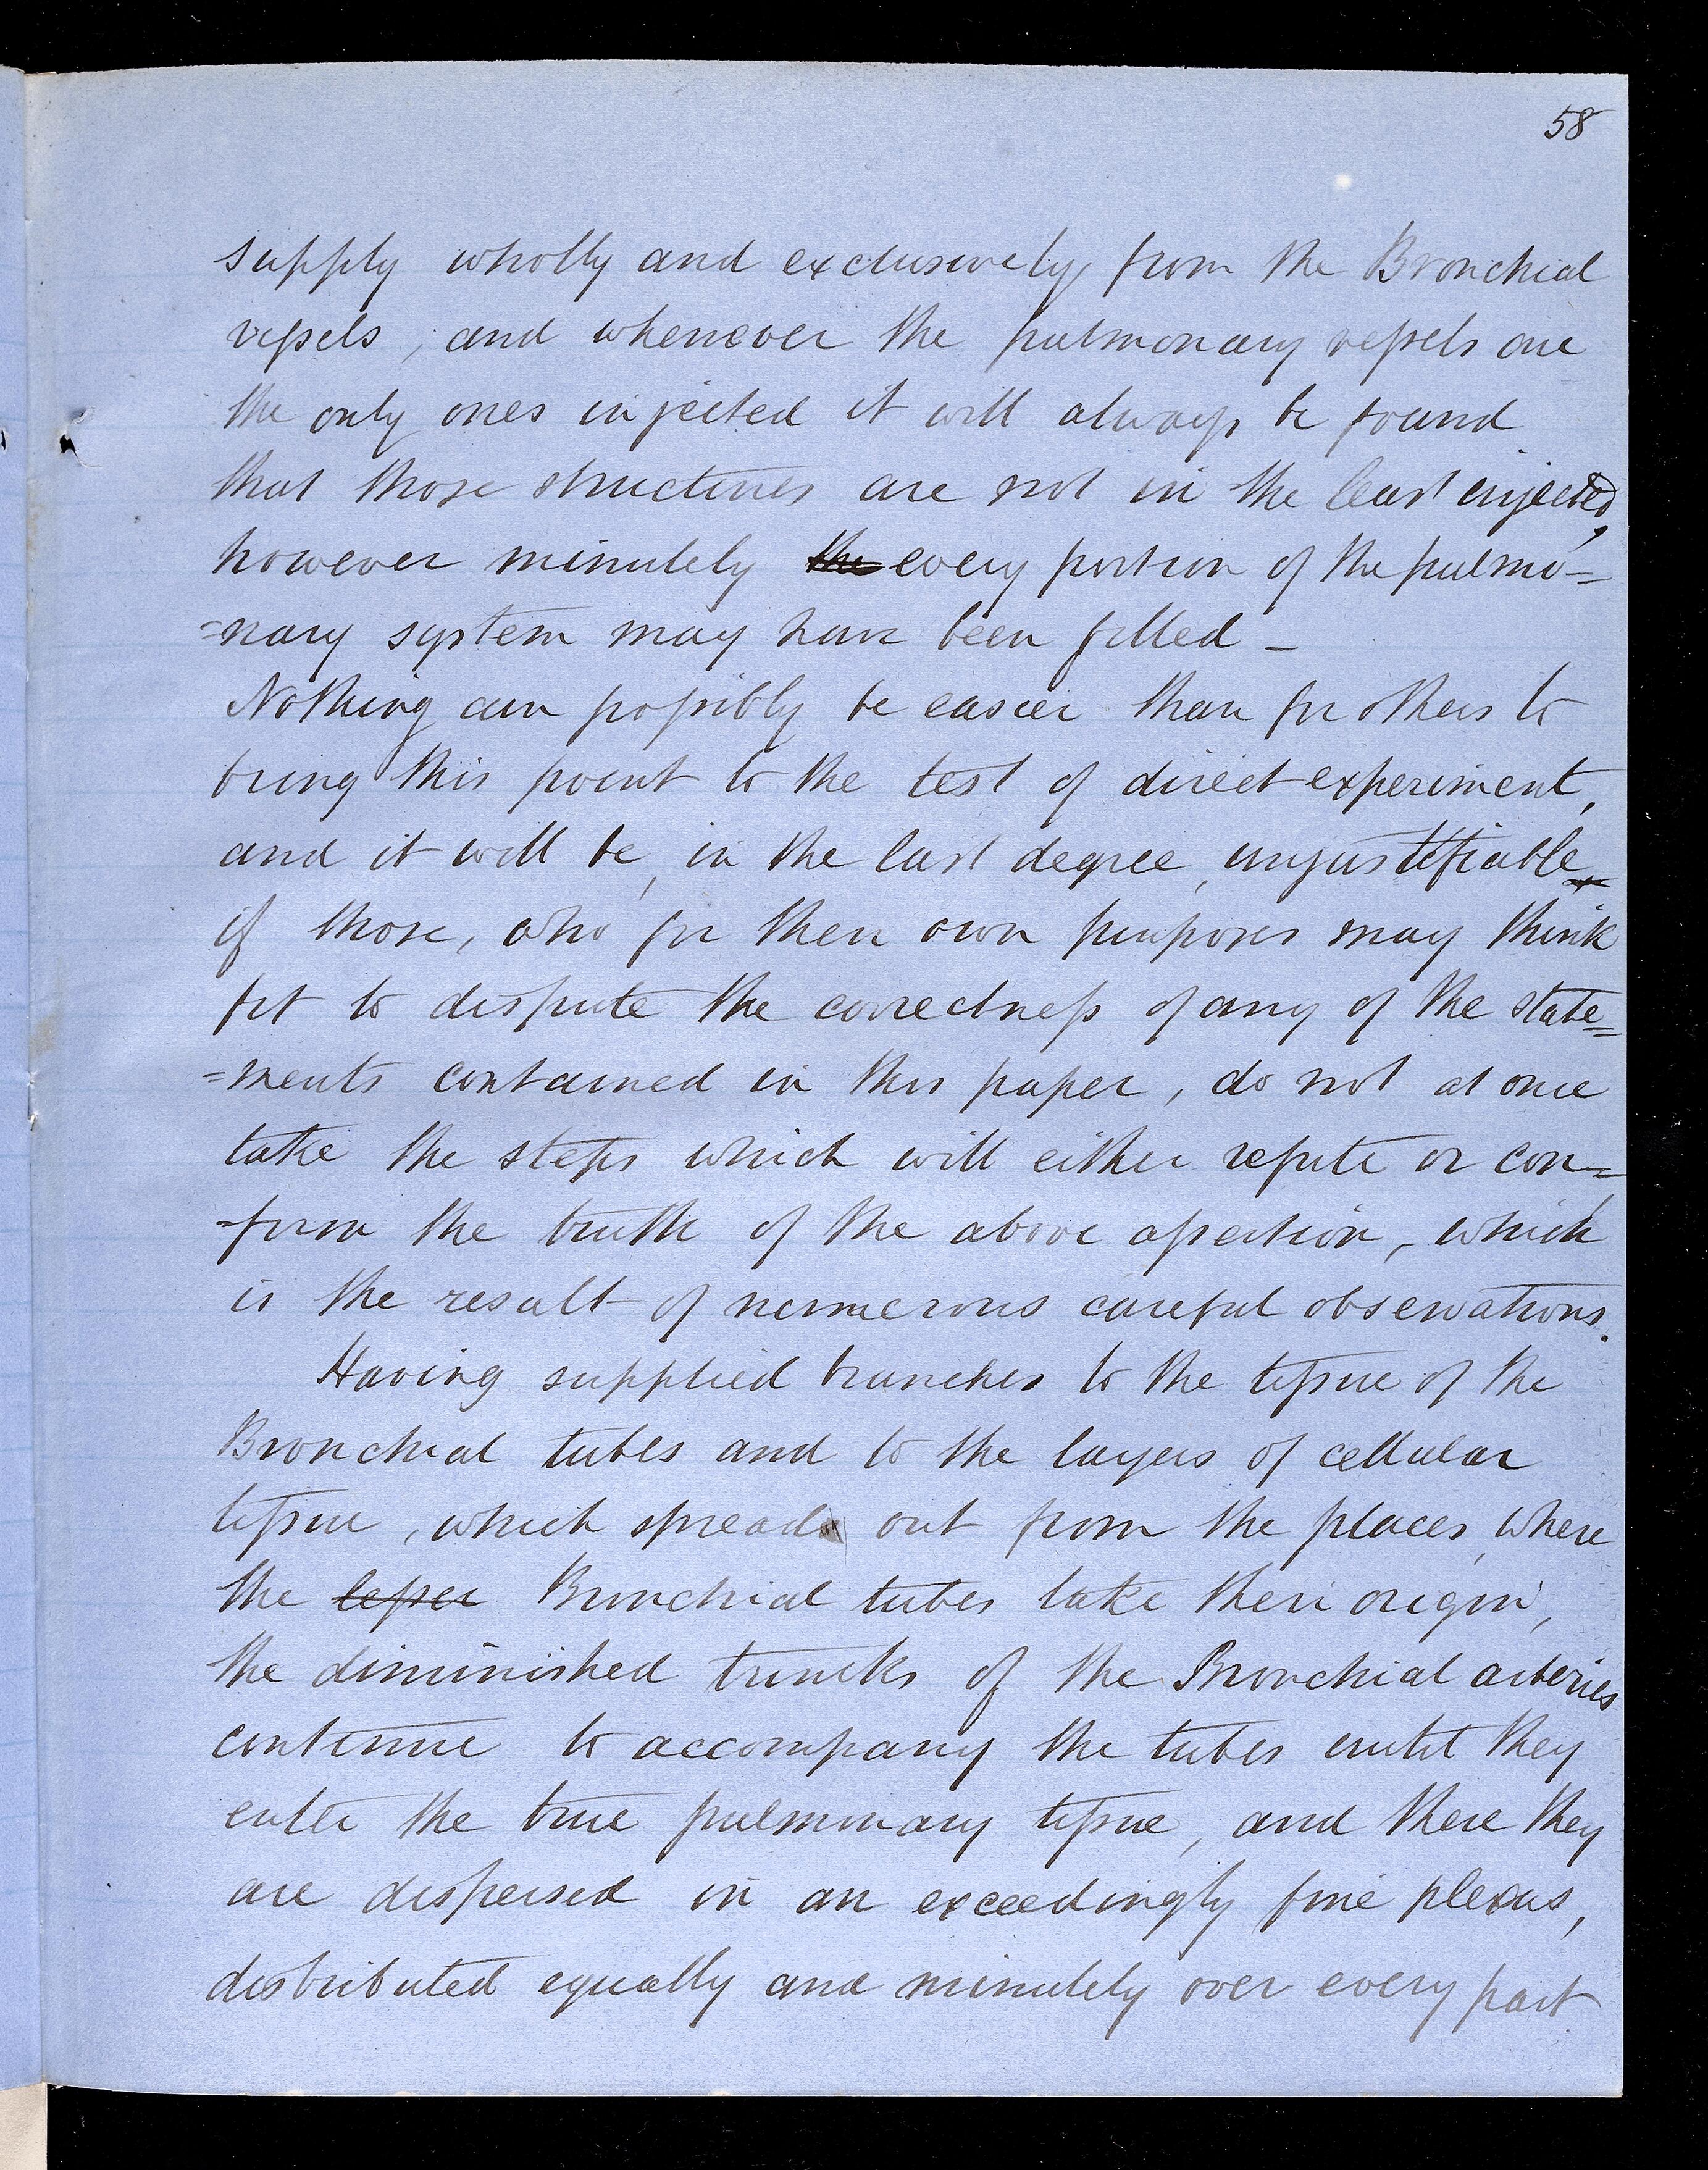 58
supply wholly and exclusively from the Bronchial
vessels, and whenever the pulmonary vessels are
the only ones injected it will always be found
that those structures are not in the least injected,
however minutely the every portion of the pulmo=
=nary system may have been filled _
Nothing can possibly be easier than for others to
bring this point to the test of direct experiment,
and it will be, in the last degree, unjustifiable
if those, who for their own purposes may think
fit to dispute the correctness of any of the state=
=ments contained in this paper, do not at once
take the steps which will either refute or con=
=firm the truth of the above assertion, which
is the result of numerous careful observations.
Having supplied branches to the tissue of the
Bronchial tubes and to the layers of cellular
tissue, which spreads out from the places, where
the lesser Bronchial tubes take their origin,
the diminished trunks of the Bronchial arteries
continue to accompany the tubes until they
enter the true pulmonary tissue, and there they
are dispersed in an exceedingly fine plexus,
distributed equally and minutely over every part